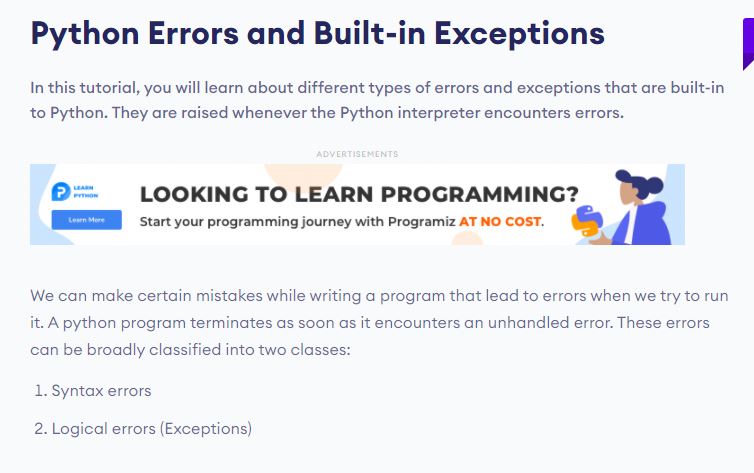 Python Errors and Built-in Exceptions
In this tutorial, you will learn about different types of errors and exceptions that are built-in
to Python. They are raised whenever the Python interpreter encounters errors.
ADVERTISEMENTS
LEARN
PYTHON
Learn More
LOOKING TO LEARN PROGRAMMING?
Start your programming journey with Programiz AT NO COST.
We can make certain mistakes while writing a program that lead to errors when we try to run
it. A python program terminates as soon as it encounters an unhandled error. These errors
can be broadly classified into two classes:
1. Syntax errors
2. Logical errors (Exceptions)